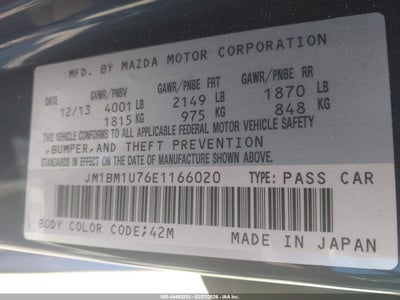 MFD. BY MAZDA MOTOR CORPORATION
DATE GVWR/PNBV GAWR/PNBE FRT GAWR/PNBE RR
12/13 4001 LB 2149 LB 1870 LB
1815 KG 975 KG 848 KG
THIS VEHICLE CONFORMS TO ALL APPLICABLE FEDERAL MOTOR VEHICLE SAFETY
,BUMPER,AND THEFT PREVENTION
STANDARDS IN EFFECT ON THE DATE OF MANUFACTURE SHOWN ABOVE.
JM1BM1U76E1166020 TYPE: PASS CAR
BODY COLOR CODE;42M
MADE IN JAPAN